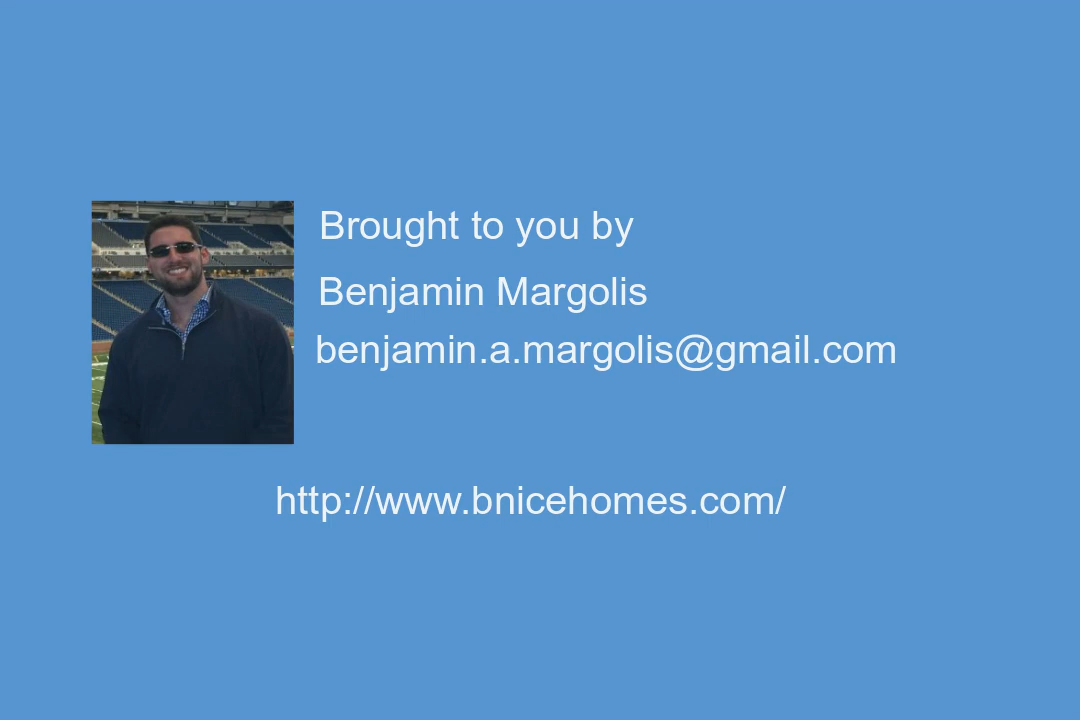 Brought to you by
Benjamin Margolis
benjamin.a.margolis@gmail.com
http://www.bnicehomes.com/